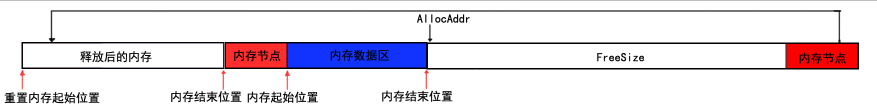 AllocAddr
释放后的内存 内存节点 内存数据区 FreeSize 内存节点
重置内存起始位置 内存结束位置 内存起始位置 内存结束位置